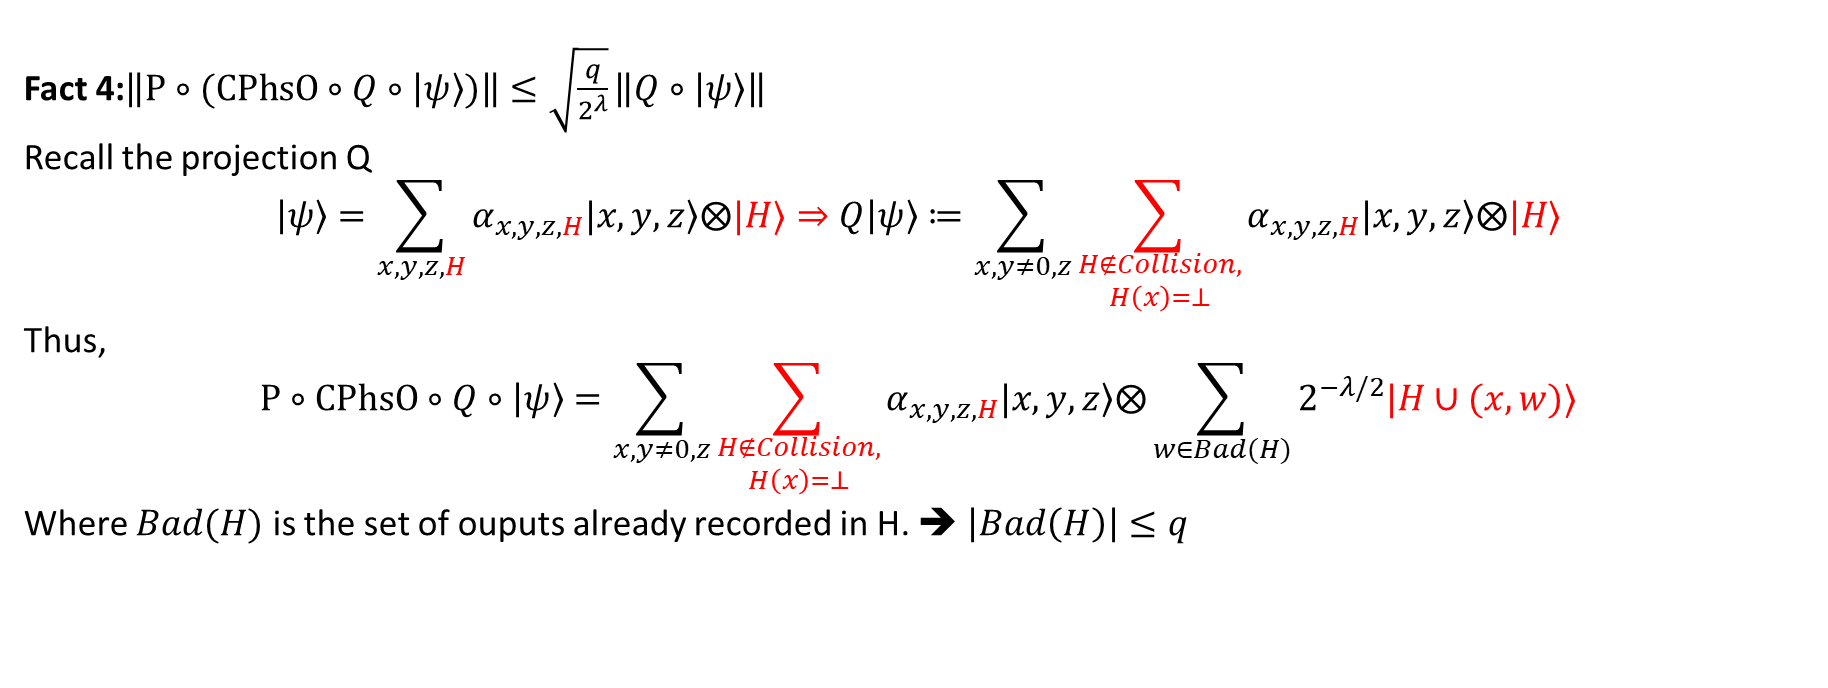 Fact 4:‖P ∘ (CPhsO ∘ Q ∘ |ψ⟩)‖ ≤ √(q/2^λ) ‖Q ∘ |ψ⟩‖
Recall the projection Q
|ψ⟩ = ∑_{x,y,z,H} α_{x,y,z,H}|x, y, z⟩⊗|H⟩ ⇒ Q|ψ⟩ ≔ ∑_{x,y≠0,z} ∑_{H∉Collision, H(x)=⊥} α_{x,y,z,H}|x, y, z⟩⊗|H⟩
Thus,
P ∘ CPhsO ∘ Q ∘ |ψ⟩ = ∑_{x,y≠0,z} ∑_{H∉Collision, H(x)=⊥} α_{x,y,z,H}|x, y, z⟩⊗ ∑_{w∈Bad(H)} 2^{−λ/2}|H ∪ (x, w)⟩
Where Bad(H) is the set of ouputs already recorded in H. ➔ |Bad(H)| ≤ q